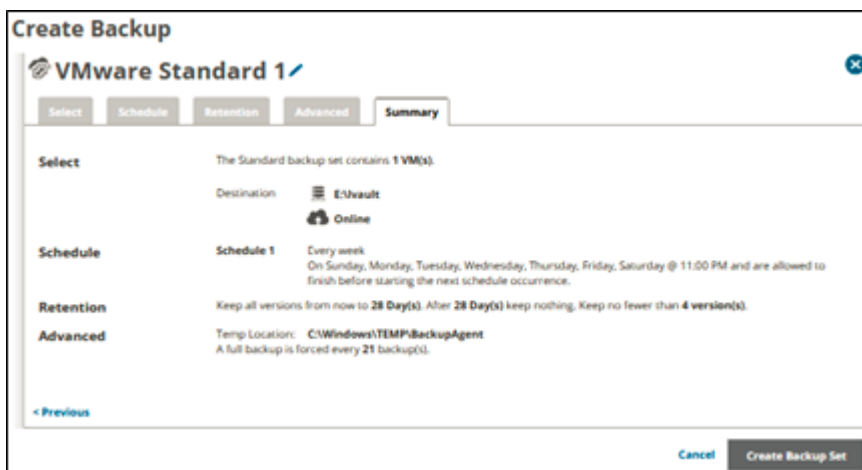 Create Backup
VMware Standard 1
Select Schedule Retention Advanced Summary
Select The Standard backup set contains 1 VM(s).
Destination E:\lvault
Online
Schedule Schedule 1 Every week
On Sunday, Monday, Tuesday, Wednesday, Thursday, Friday, Saturday @ 11:00 PM and are allowed to
finish before starting the next schedule occurrence.
Retention Keep all versions from now to 28 Day(s). After 28 Day(s) keep nothing. Keep no fewer than 4 version(s).
Advanced Temp Location: C:\Windows\TEMP\BackupAgent
A full backup is forced every 21 backup(s).
< Previous
Cancel Create Backup Set